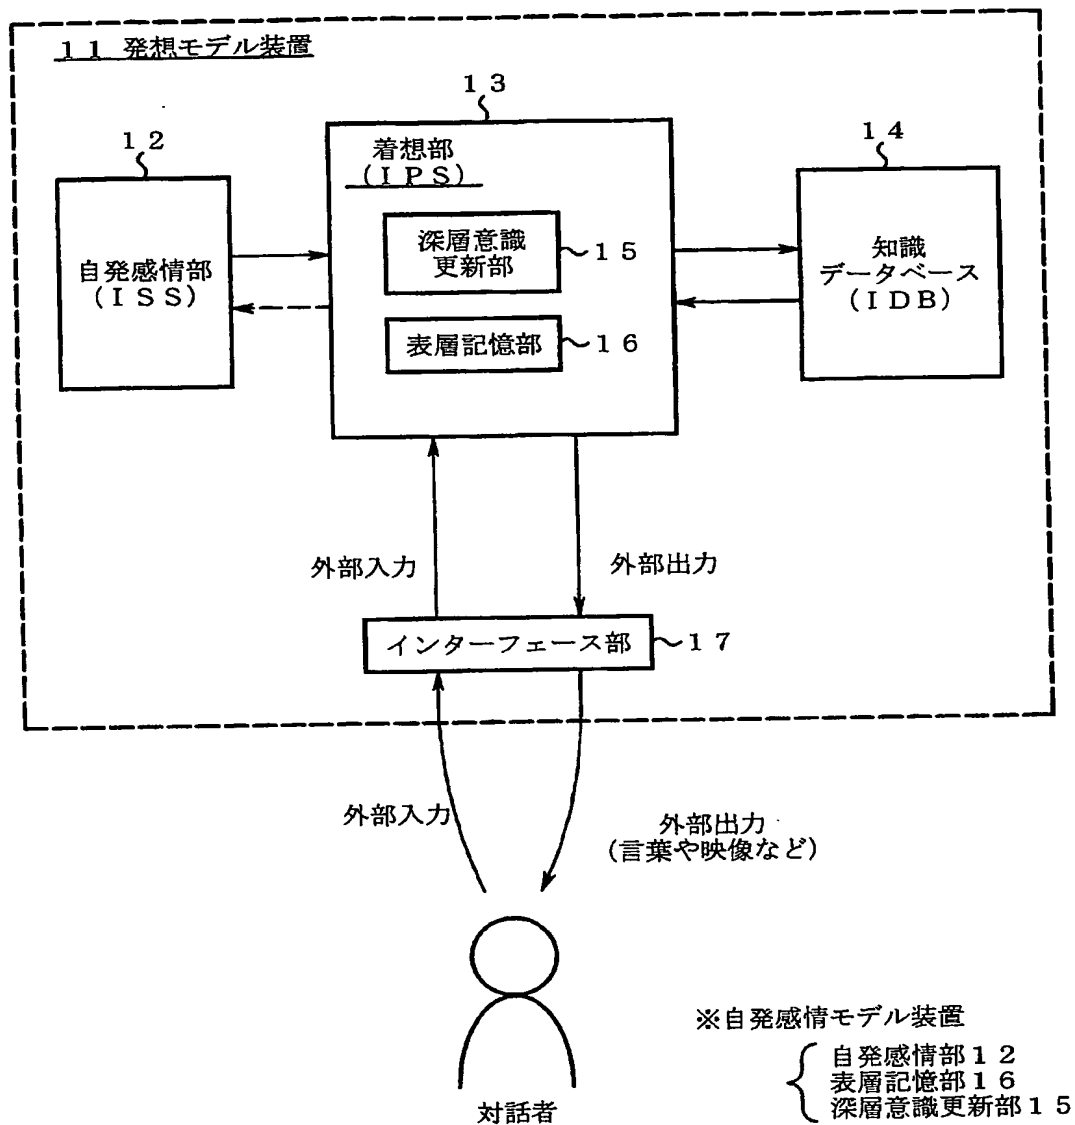 １１ 発想モデル装置
１３
１２
１４
着想部
(ＩＰＳ)
深層意識
更新部
１５
自発感情部
(ＩＳＳ)
知識
データベース
(ＩＤＢ)
表層記憶部
１６
外部入力
外部出力
インターフェース部
１７
外部入力
外部出力
(言葉や映像など)
※自発感情モデル装置
自発感情部１２
表層記憶部１６
深層意識更新部１５
対話者